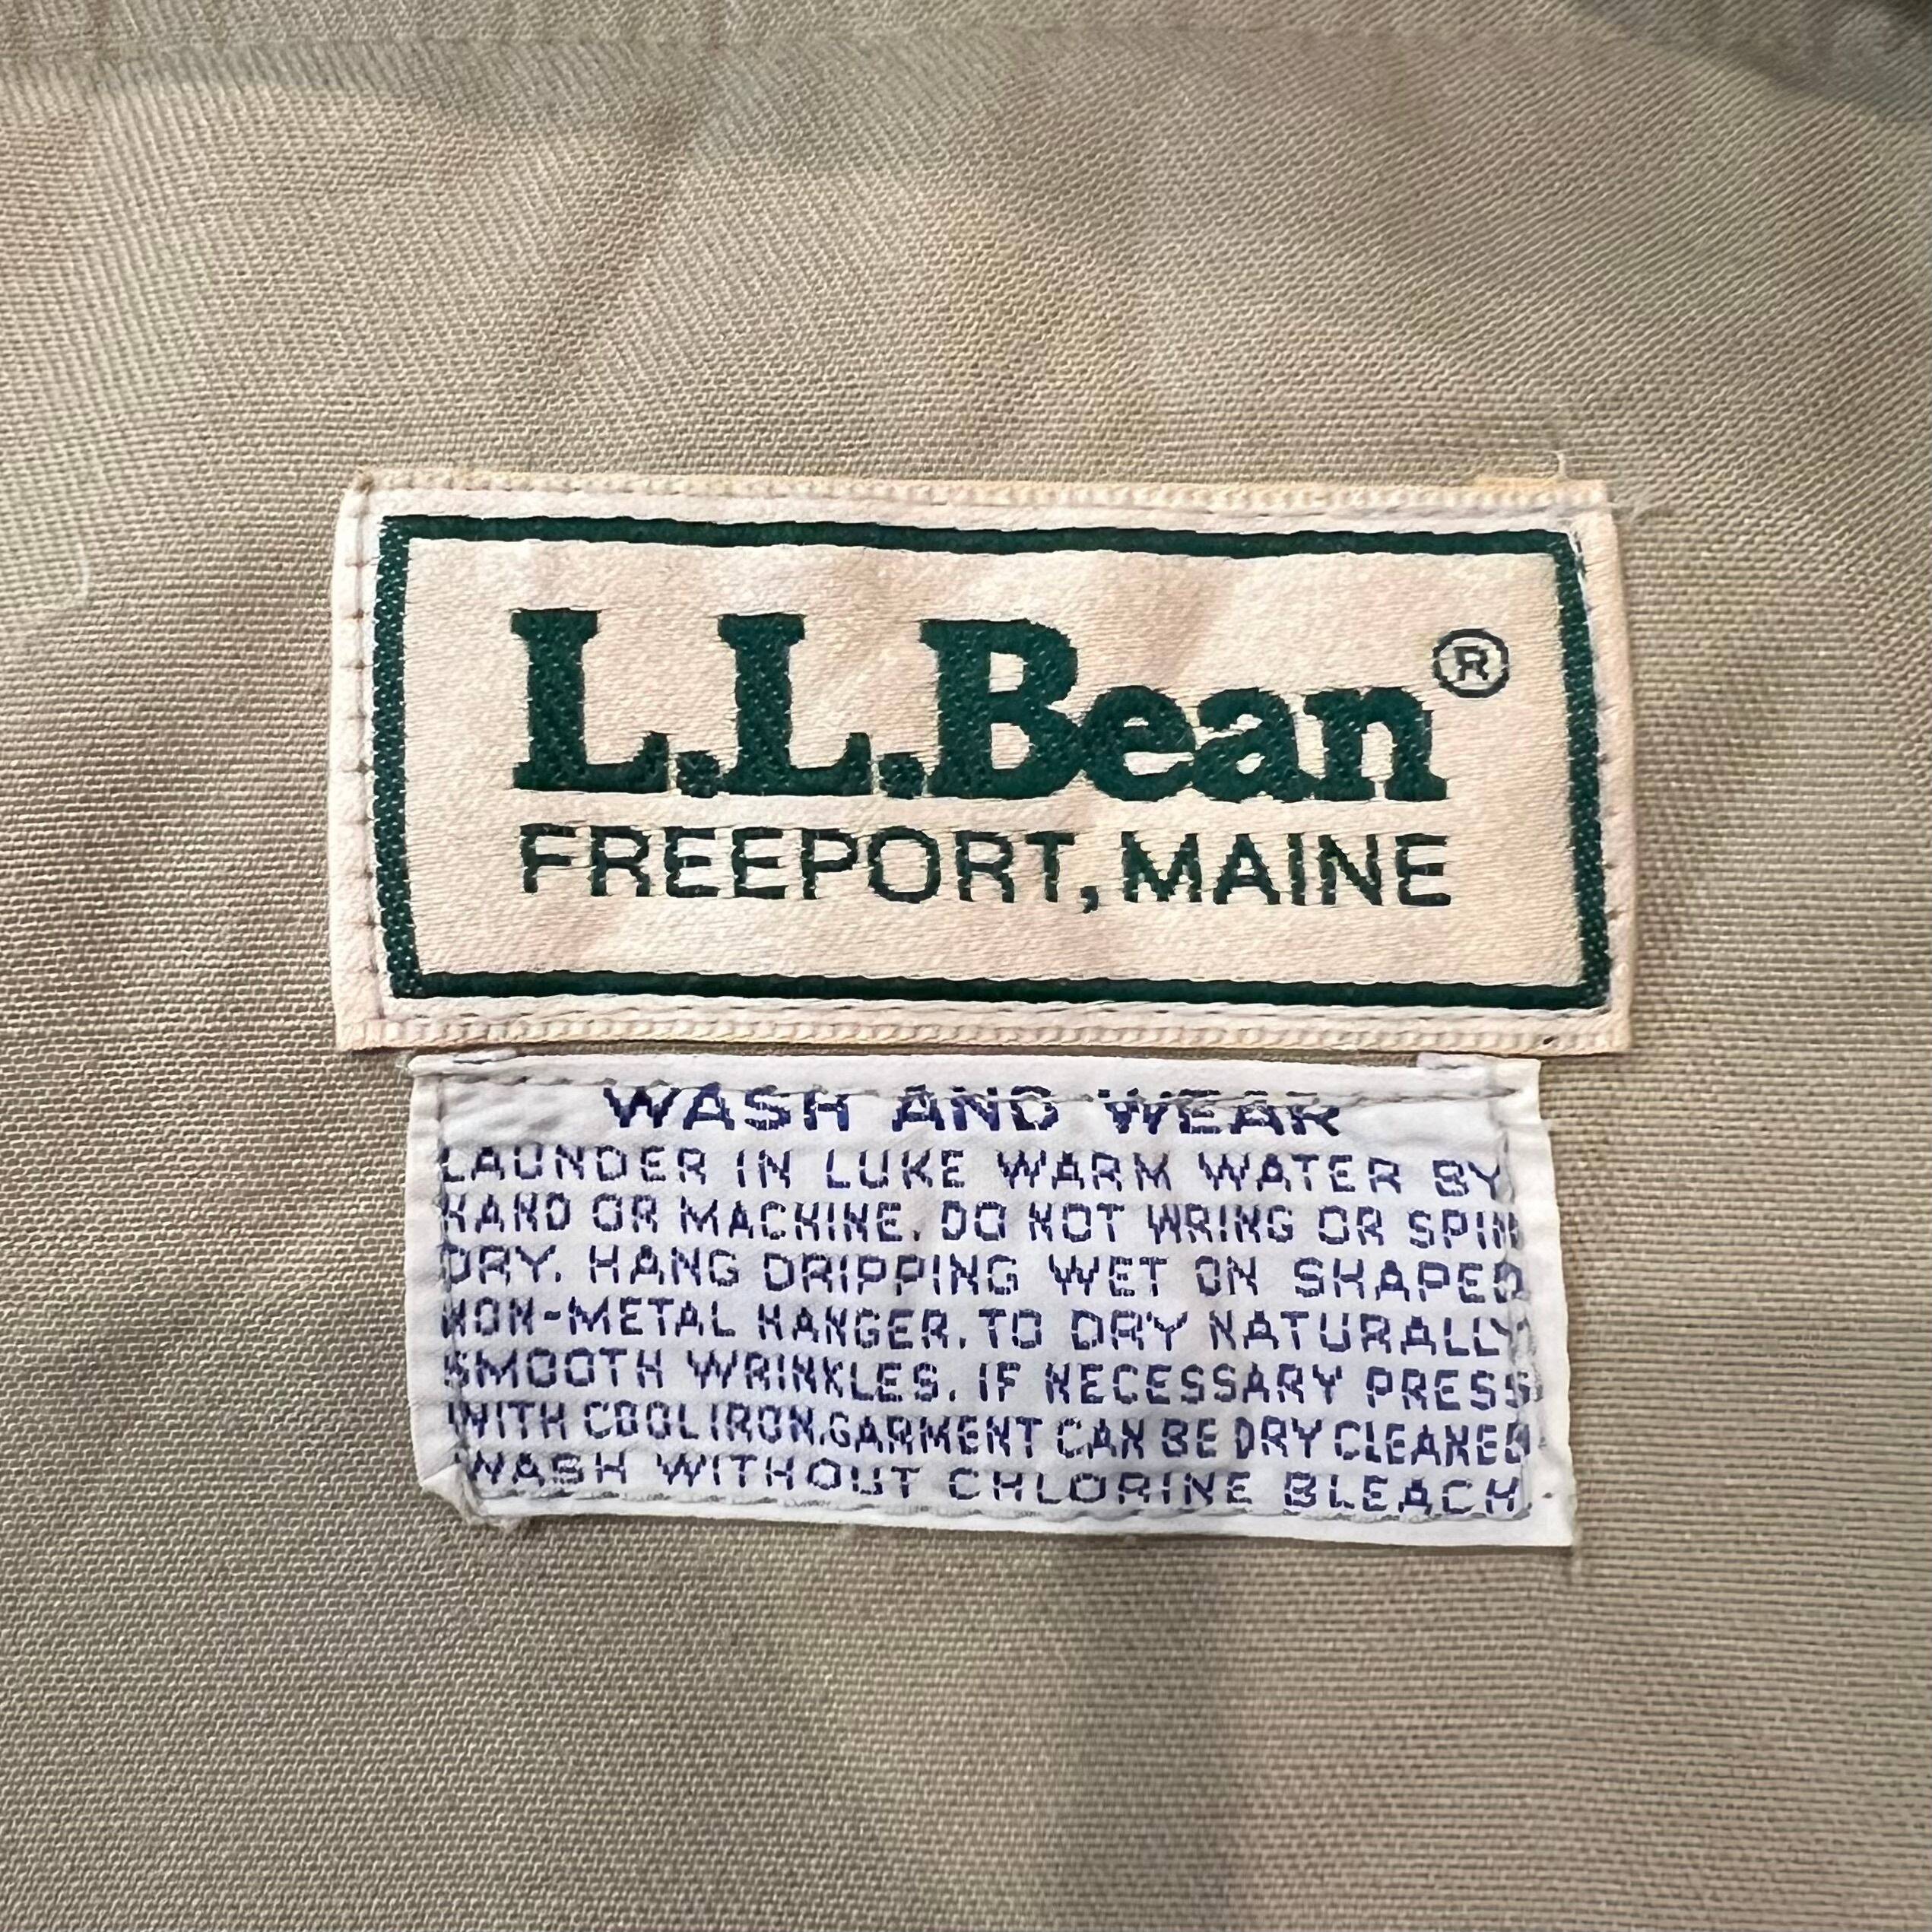 L.L.Bean®
FREEPORT, MAINE
WASH AND WEAR
LAUNDER IN LUKE WARM WATER BY
HAND OR MACHINE. DO NOT WRING OR SPIN
DRY. HANG DRIPPING WET ON SHAPED
NON-METAL HANGER. TO DRY NATURALLY
SMOOTH WRINKLES. IF NECESSARY PRESS
WITH COOL IRON. GARMENT CAN BE DRY CLEANED
WASH WITHOUT CHLORINE BLEACH.